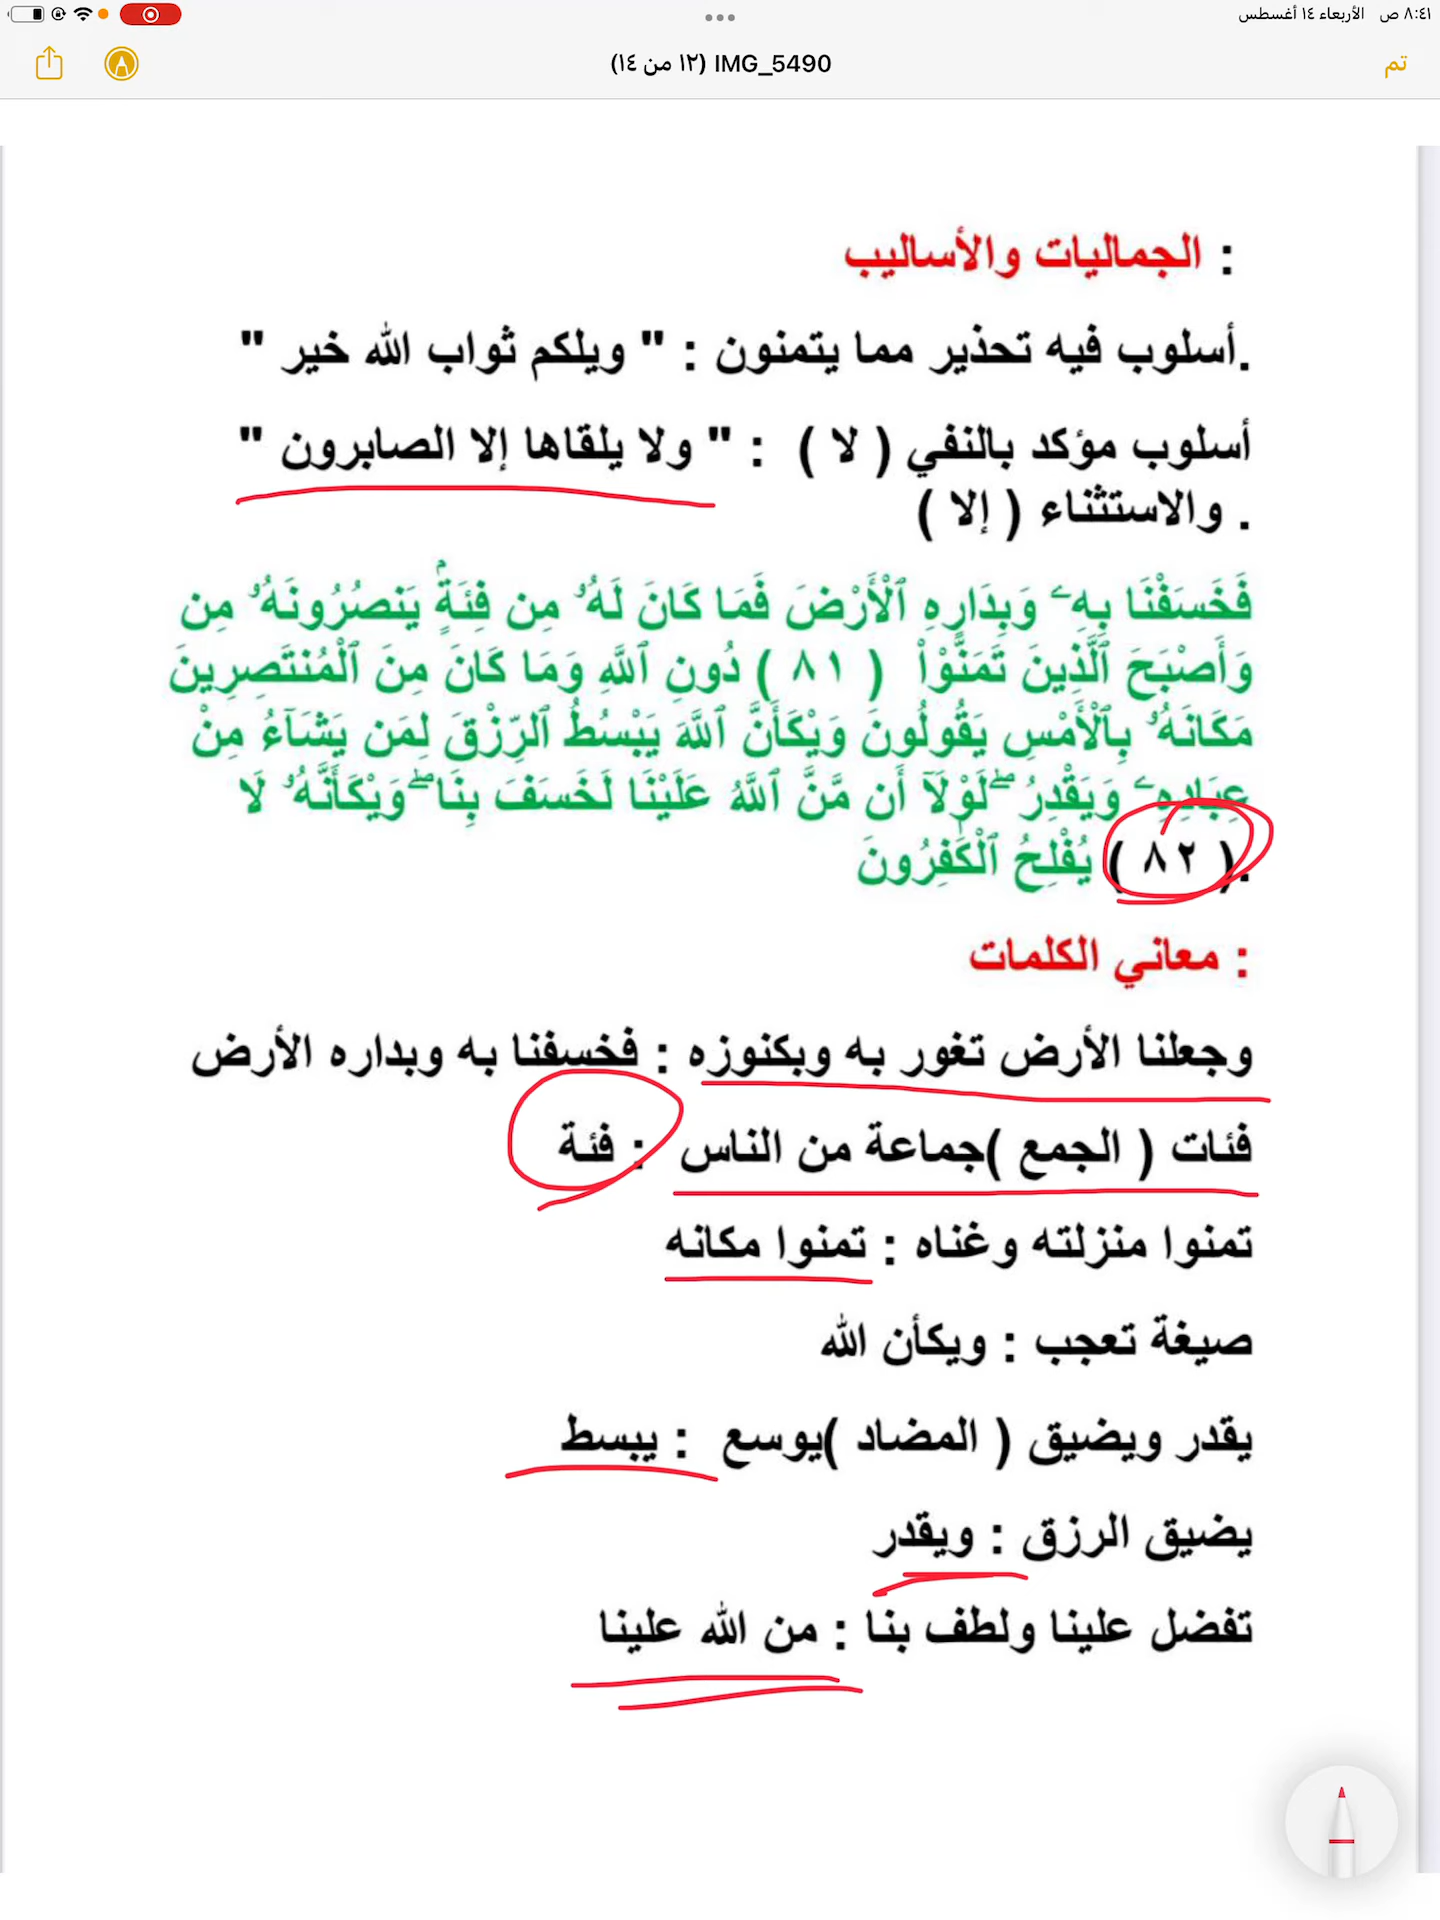 ٨:٤١ ص  الأربعاء ١٤ أغسطس
تم
IMG_5490 (١٢ من ١٤)
: الجماليات والأساليب
.أسلوب فيه تحذير مما يتمنون : " ويلكم ثواب الله خير "
أسلوب مؤكد بالنفي ( لا ) : " ولا يلقاها إلا الصابرون "
. والاستثناء ( إلا )
فَخَسَفْنَا بِهِۦ وَبِدَارِهِ ٱلْأَرْضَ فَمَا كَانَ لَهُۥ مِن فِئَةٍۢ يَنصُرُونَهُۥ مِن
وَأَصْبَحَ ٱلَّذِينَ تَمَنَّوْا۟ ( ٨١ ) دُونِ ٱللَّهِ وَمَا كَانَ مِنَ ٱلْمُنتَصِرِينَ
مَكَانَهُۥ بِٱلْأَمْسِ يَقُولُونَ وَيْكَأَنَّ ٱللَّهَ يَبْسُطُ ٱلرِّزْقَ لِمَن يَشَآءُ مِنْ
عِبَادِهِۦ وَيَقْدِرُ ۖ لَوْلَآ أَن مَّنَّ ٱللَّهُ عَلَيْنَا لَخَسَفَ بِنَا ۖ وَيْكَأَنَّهُۥ لَا
.( ٨٢ ) يُفْلِحُ ٱلْكَٰفِرُونَ
: معاني الكلمات
وجعلنا الأرض تغور به وبكنوزه : فخسفنا به وبداره الأرض
فئات ( الجمع )جماعة من الناس : فئة
تمنوا منزلته وغناه : تمنوا مكانه
صيغة تعجب : ويكأن الله
يقدر ويضيق ( المضاد )يوسع : يبسط
يضيق الرزق : ويقدر
تفضل علينا ولطف بنا : من الله علينا